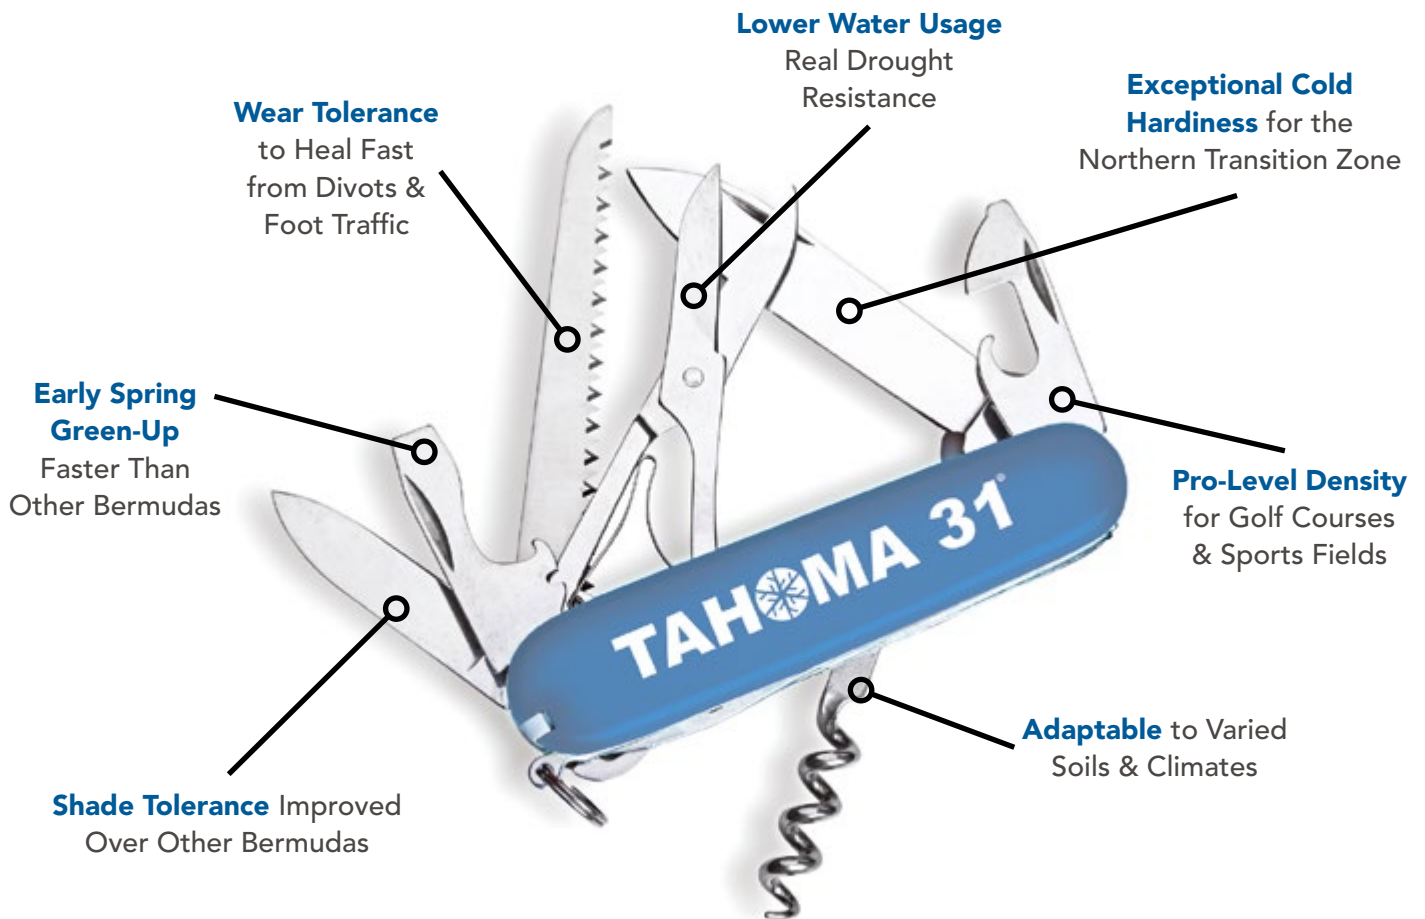 Lower Water Usage
Real Drought
Resistance
Exceptional Cold
Hardiness for the
Northern Transition Zone
Wear Tolerance
to Heal Fast
from Divots &
Foot Traffic
Early Spring
Green-Up
Faster Than
Other Bermudas
Pro-Level Density
for Golf Courses
& Sports Fields
TAHOMA 31®
Adaptable to Varied
Soils & Climates
Shade Tolerance Improved
Over Other Bermudas